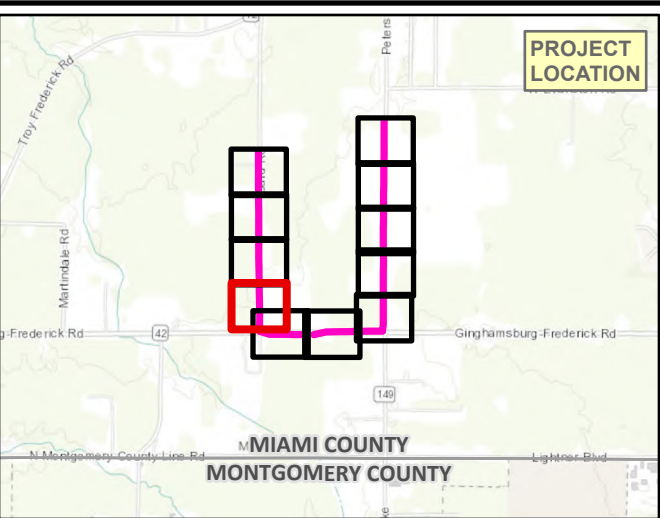 Peters
PROJECT
LOCATION
Troy Frederick Rd
Martindale-Rd
g-Frederick Rd
42
Ginghamsburg-Frederick Rd
149
MIAMI COUNTY
N Montgomery County Line Rd
Lightner Blvd
MONTGOMERY COUNTY